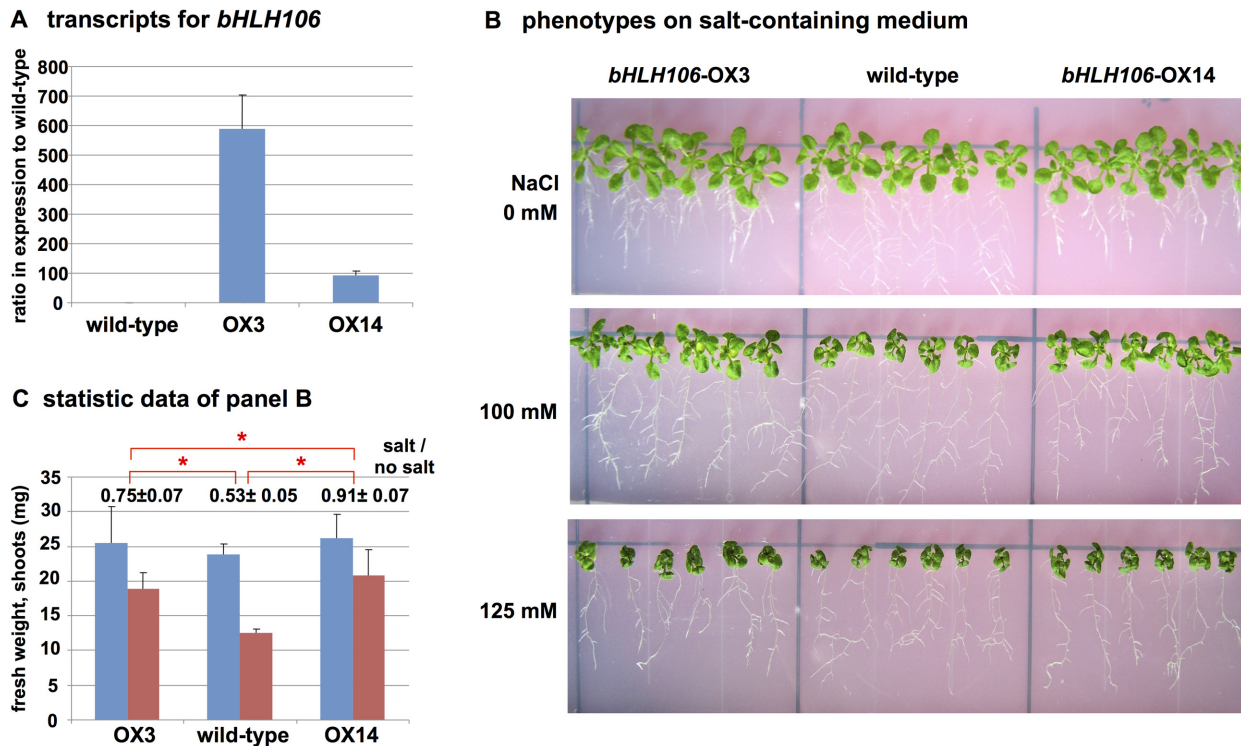 A transcripts for bHLH106
ratio in expression to wild-type
800
700
600
500
400
300
200
100
0
wild-type OX3 OX14
B phenotypes on salt-containing medium
bHLH106-OX3 wild-type bHLH106-OX14
NaCl
0 mM
100 mM
125 mM
C statistic data of panel B
* salt /
* * no salt
0.75±0.07 0.53± 0.05 0.91± 0.07
fresh weight, shoots (mg)
35
30
25
20
15
10
5
0
OX3 wild-type OX14